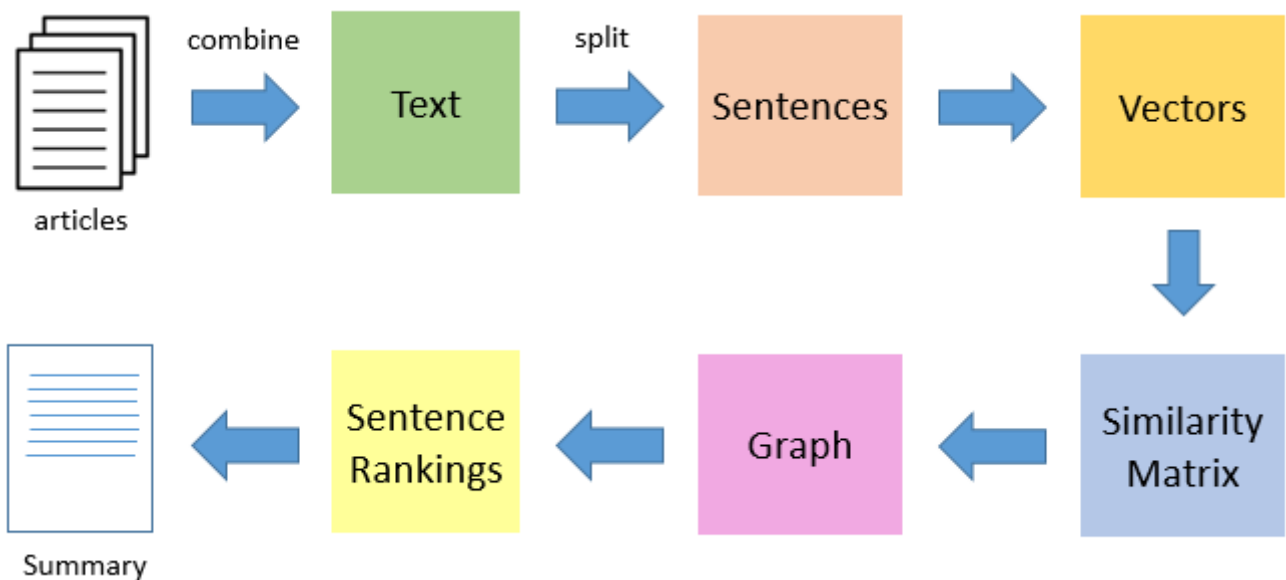 combine
split
Text
Sentences
Vectors
articles
Sentence
Rankings
Graph
Similarity
Matrix
Summary